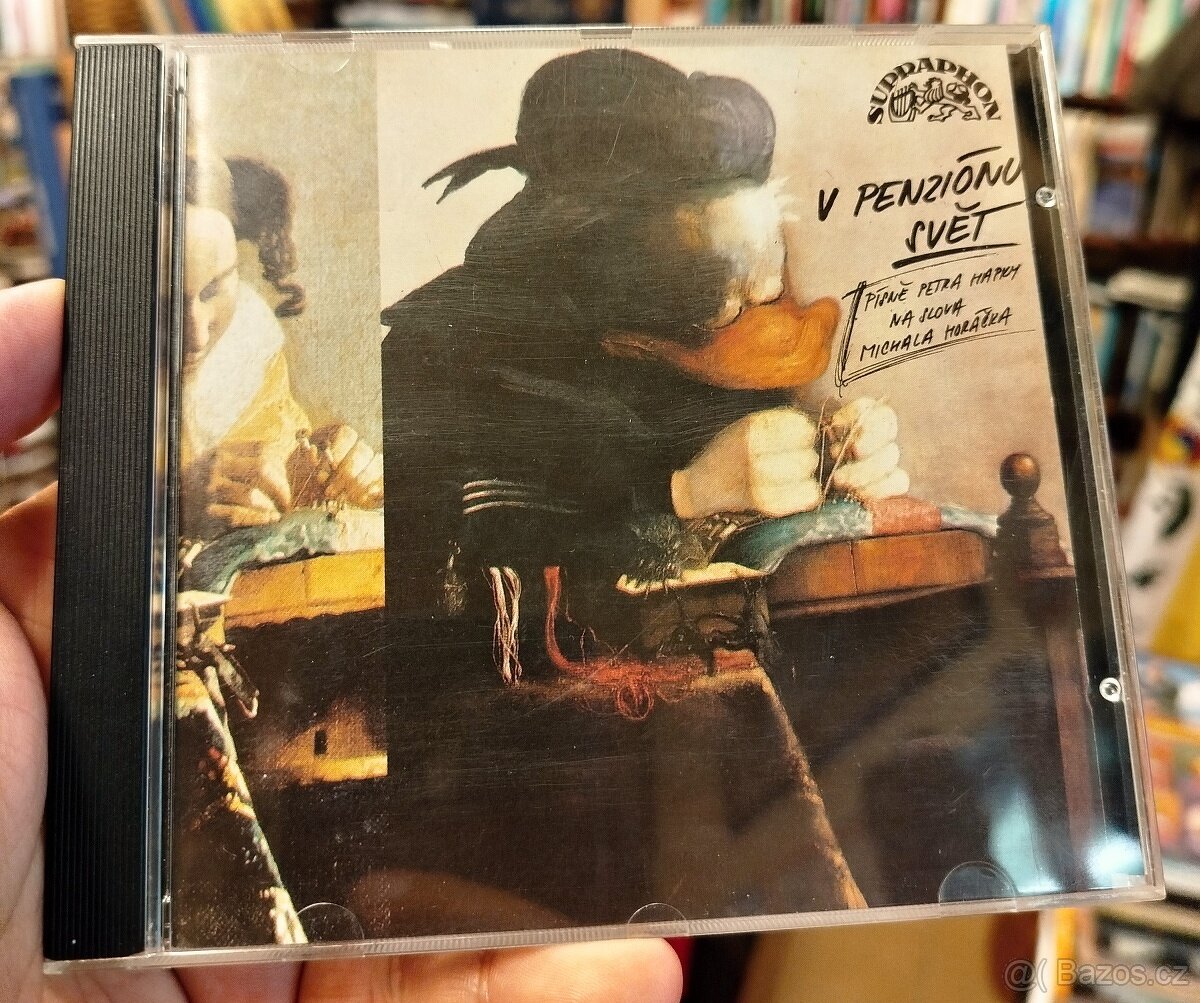 SUPRAPHON
V PENZIÓNU
SVĚT
PÍSNĚ PETRA HAPKY
NA SLOVA
MICHALA HORÁČKA
@( Bazos.cz